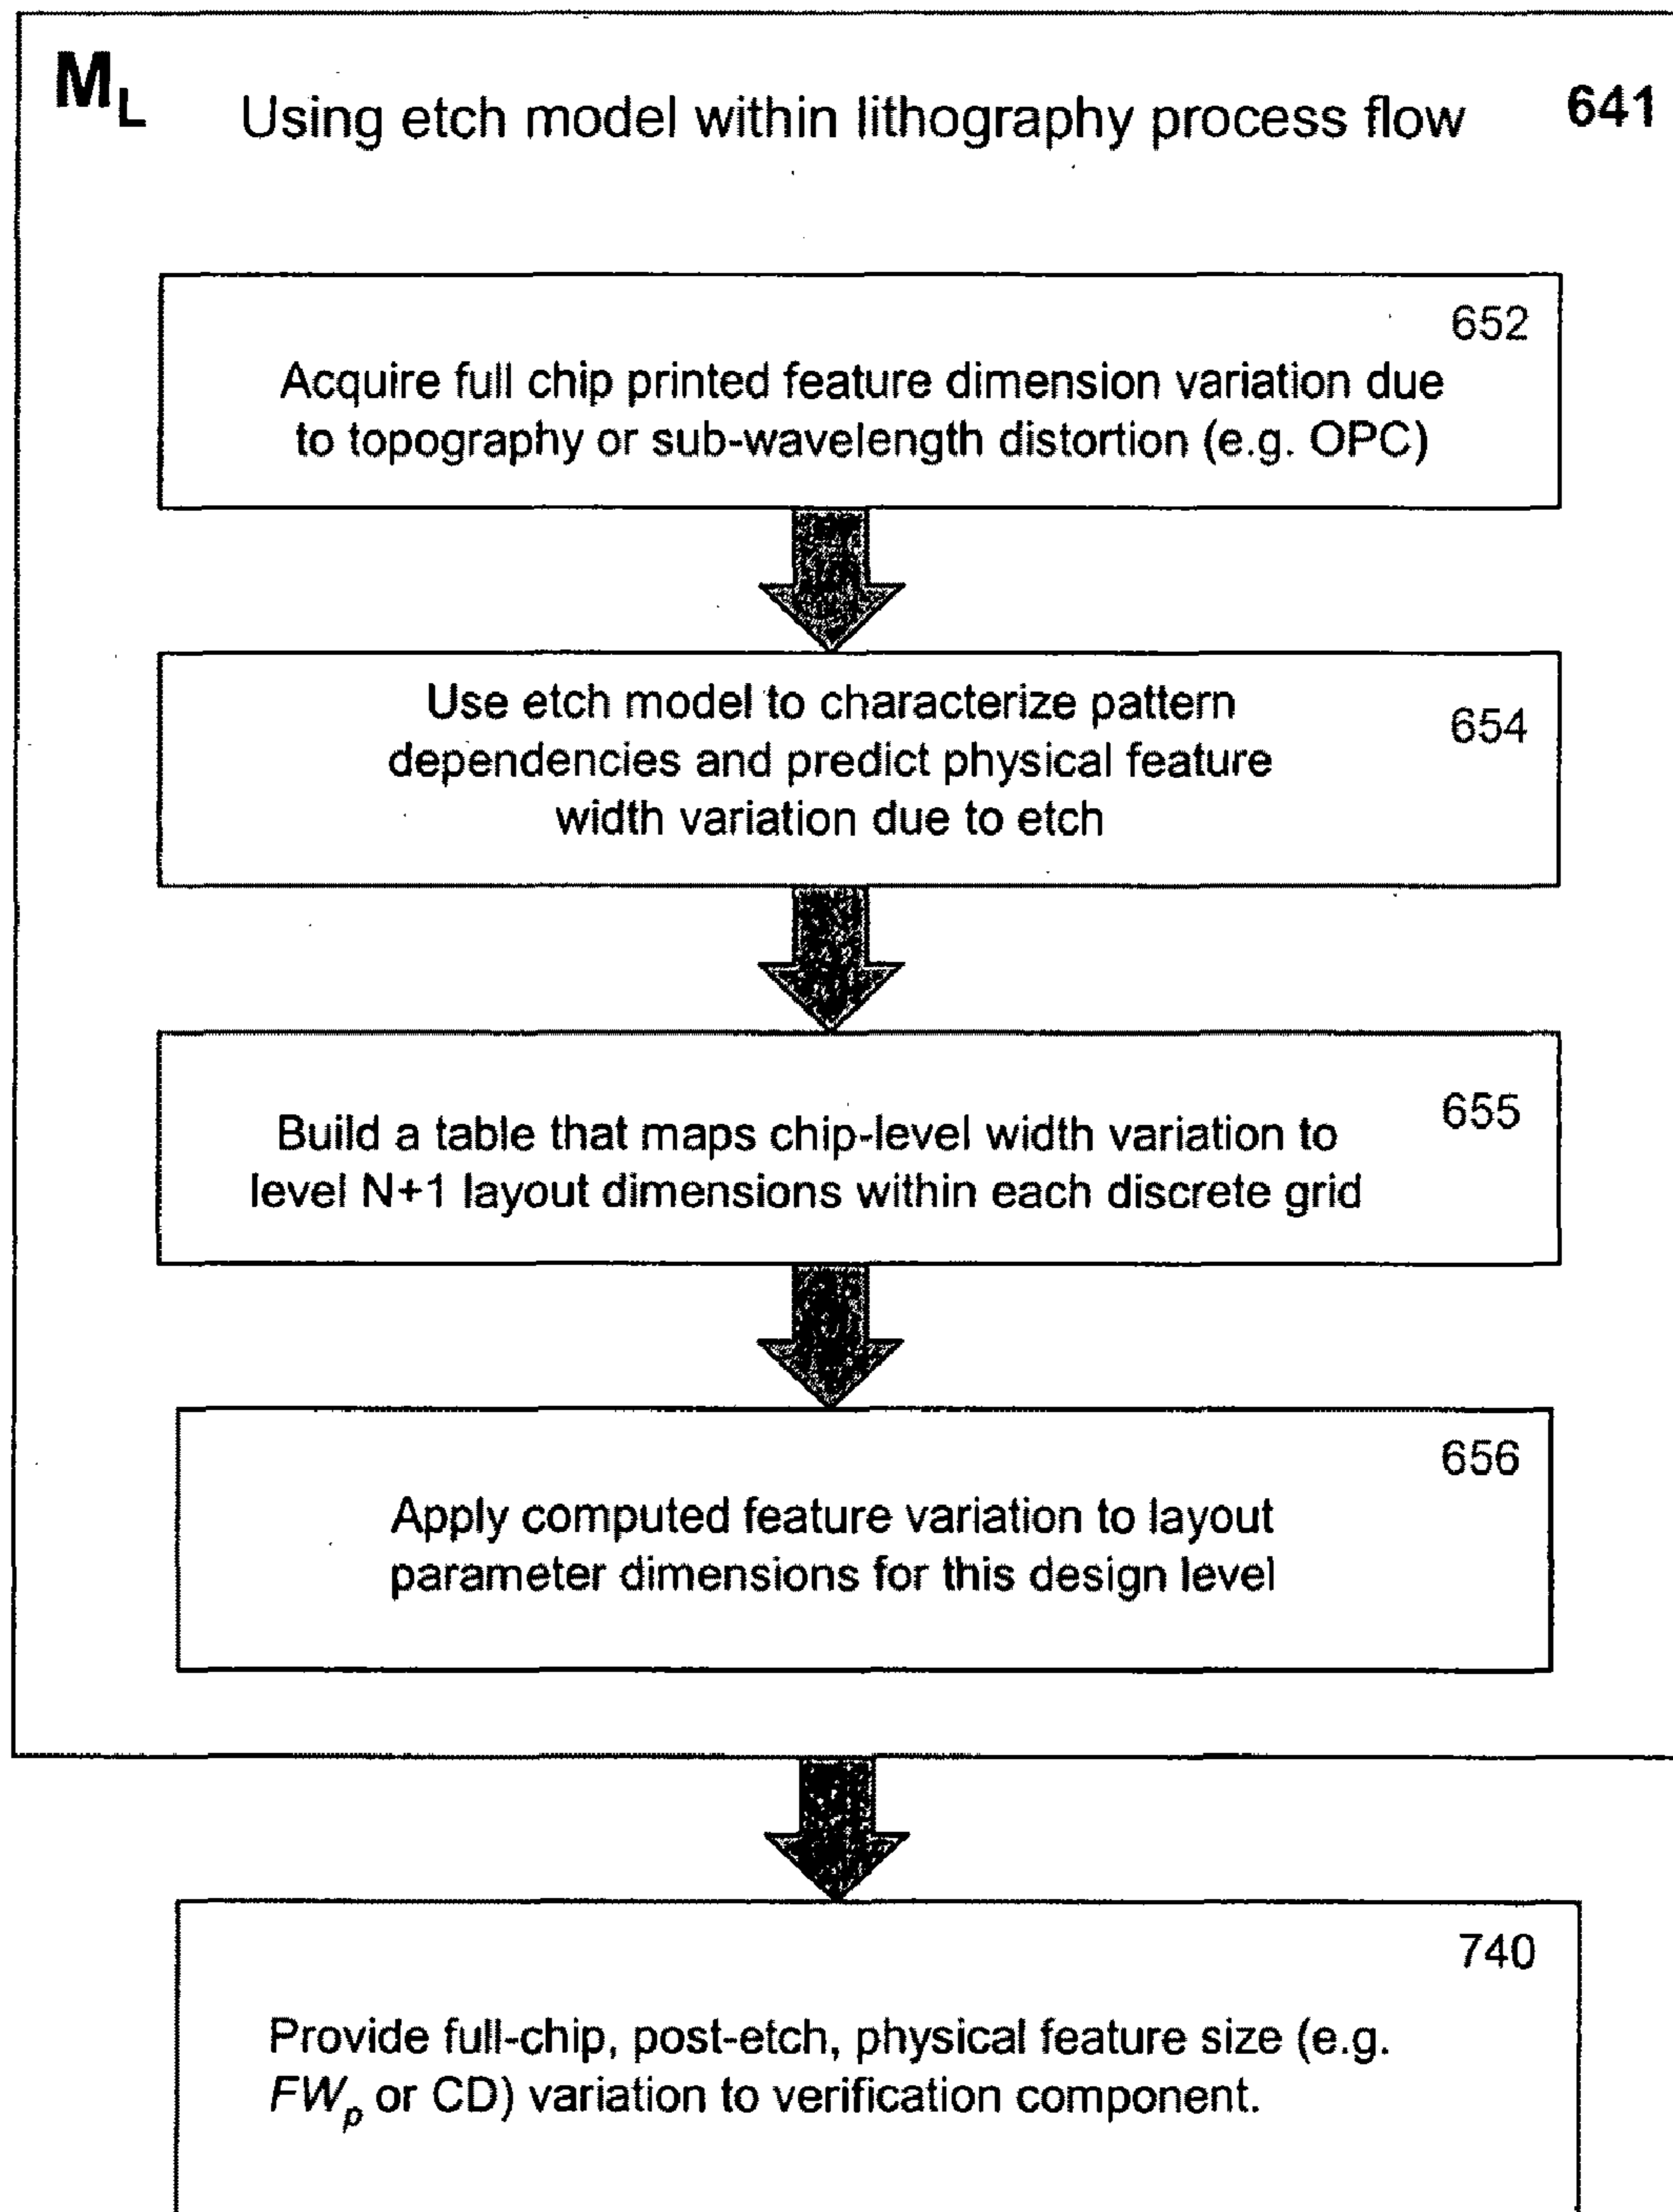 M_L Using etch model within lithography process flow 641
652
Acquire full chip printed feature dimension variation due
to topography or sub-wavelength distortion (e.g. OPC)
Use etch model to characterize pattern
654
dependencies and predict physical feature
width variation due to etch
655
Build a table that maps chip-level width variation to
level N+1 layout dimensions within each discrete grid
656
Apply computed feature variation to layout
parameter dimensions for this design level
740
Provide full-chip, post-etch, physical feature size (e.g.
FW_p or CD) variation to verification component.